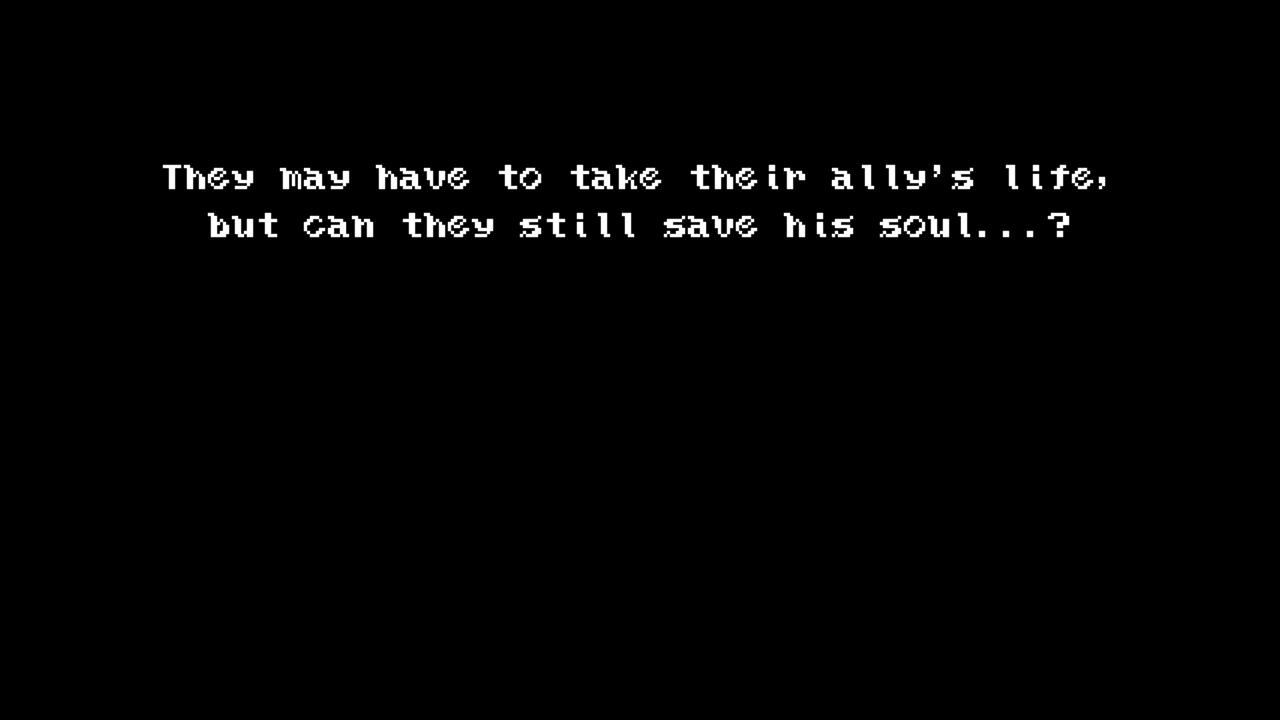 They may have to take their ally's life,
but can they still save his soul...?